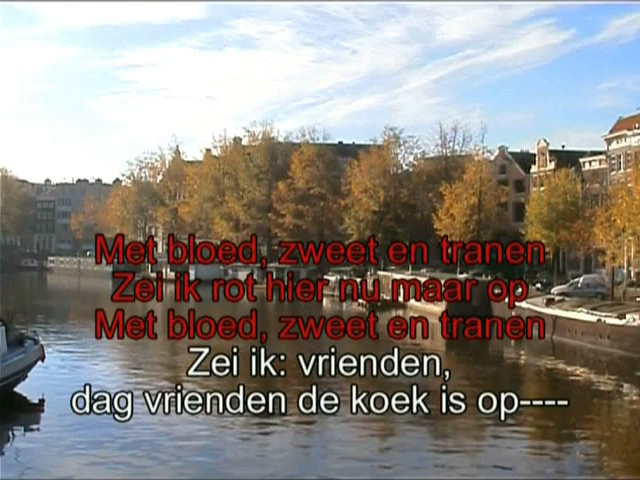 Met bloed, zweet en tranen
Zei ik rot hier nu maar op
Met bloed, zweet en tranen
Zei ik: vrienden,
dag vrienden de koek is op----